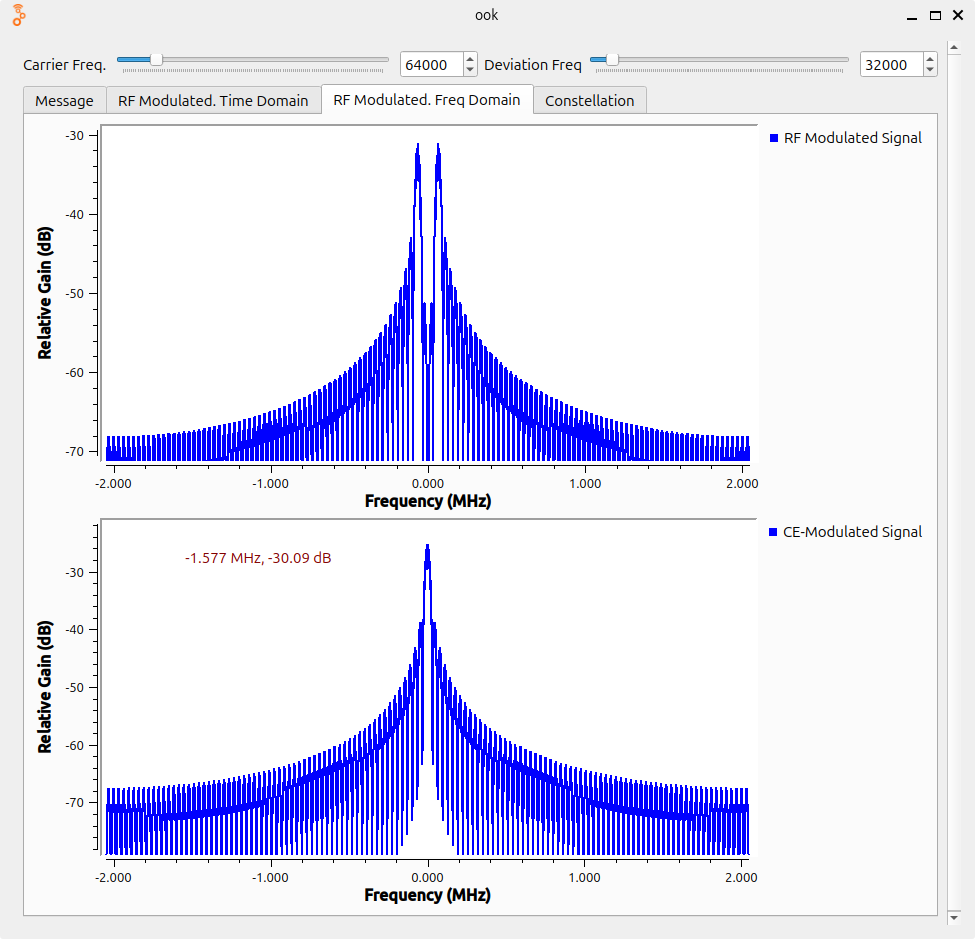 ook
Carrier Freq. 64000 Deviation Freq 32000
Message RF Modulated. Time Domain RF Modulated. Freq Domain Constellation
RF Modulated Signal
Relative Gain (dB)
-30
-40
-50
-60
-70
-2.000 -1.000 0.000 1.000 2.000
Frequency (MHz)
CE-Modulated Signal
-1.577 MHz, -30.09 dB
Relative Gain (dB)
-30
-40
-50
-60
-70
-2.000 -1.000 0.000 1.000 2.000
Frequency (MHz)